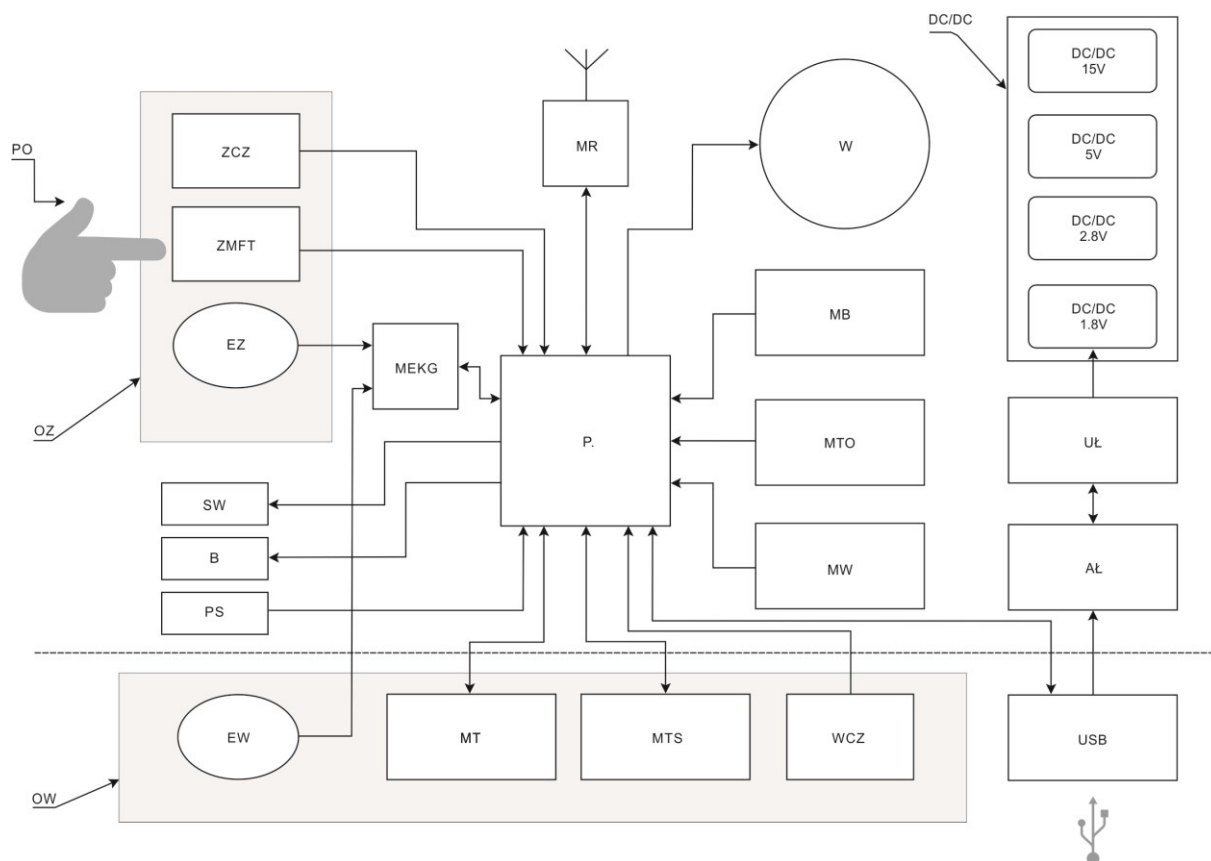 DC/DC
DC/DC
15V
DC/DC
5V
DC/DC
2.8V
DC/DC
1.8V
PO
ZCZ
MR
W
ZMFT
EZ
MEKG
MB
OZ
P.
MTO
UŁ
SW
B
MW
AŁ
PS
EW
MT
MTS
WCZ
USB
OW